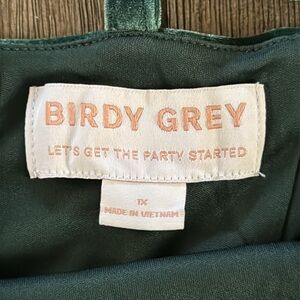 BIRDY GREY
LET'S GET THE PARTY STARTED
1X
MADE IN VIETNAM